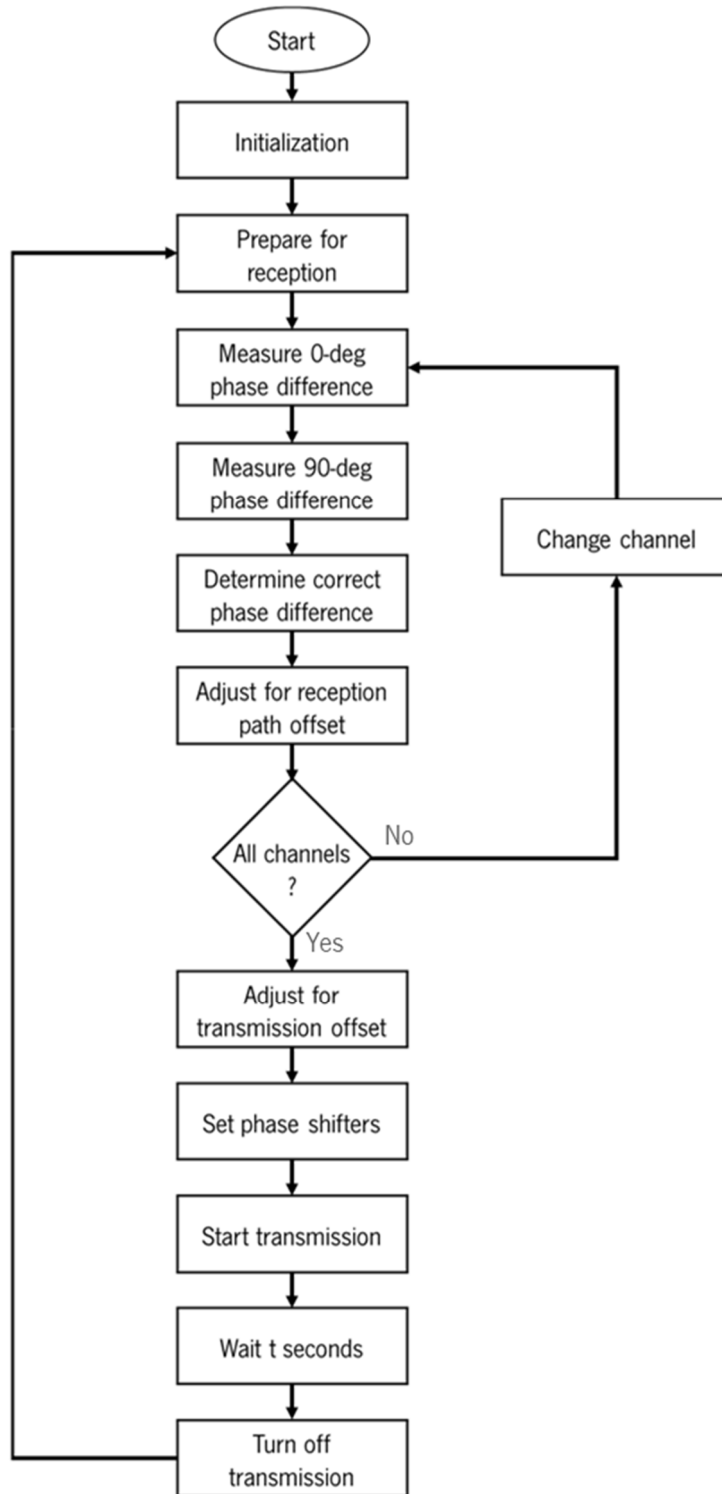 Start
Initialization
Prepare for
reception
Measure 0-deg
phase difference
Measure 90-deg
phase difference
Change channel
Determine correct
phase difference
Adjust for reception
path offset
All channels
?
No
Yes
Adjust for
transmission offset
Set phase shifters
Start transmission
Wait t seconds
Turn off
transmission